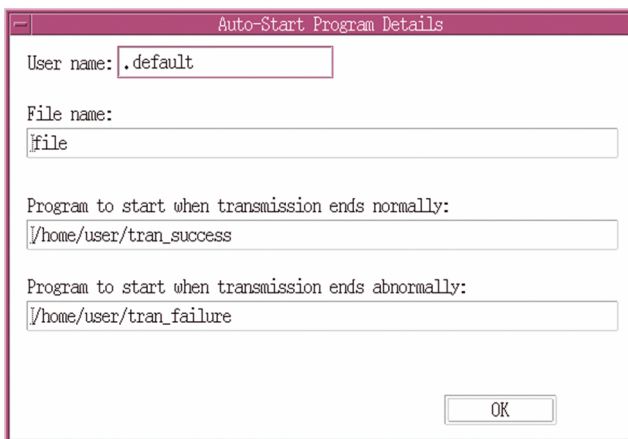 Auto-Start Program Details
User name: .default
File name:
file
Program to start when transmission ends normally:
/home/user/tran_success
Program to start when transmission ends abnormally:
/home/user/tran_failure
OK